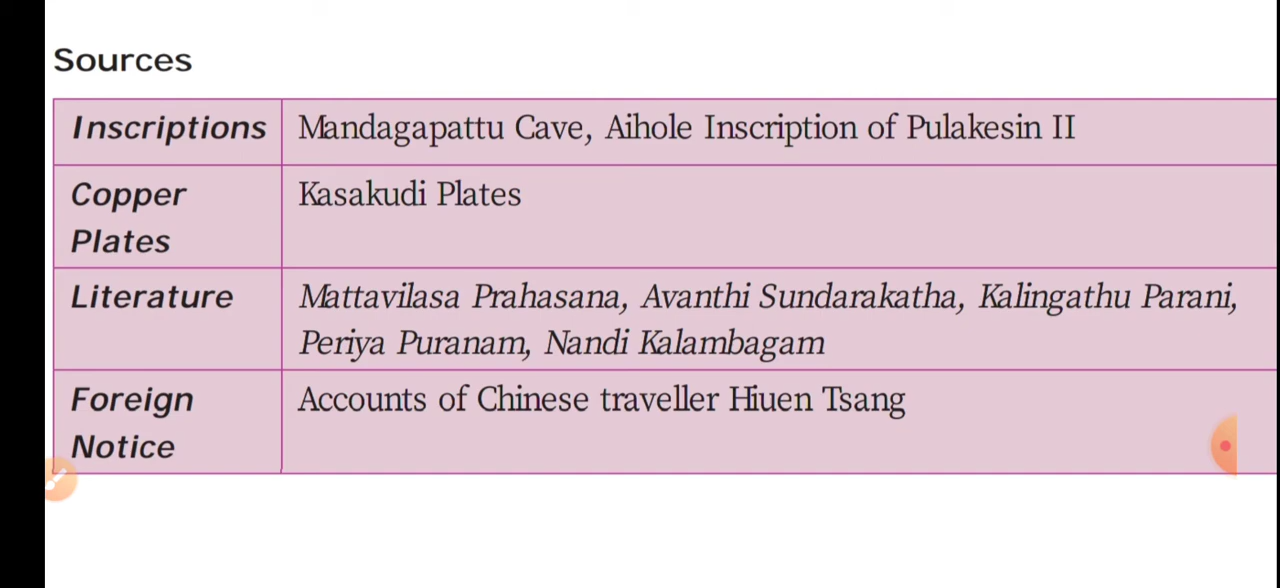 Sources
Inscriptions Mandagapattu Cave, Aihole Inscription of Pulakesin II
Copper Plates Kasakudi Plates
Literature Mattavilasa Prahasana, Avanthi Sundarakatha, Kalingathu Parani,
Periya Puranam, Nandi Kalambagam
Foreign Notice Accounts of Chinese traveller Hiuen Tsang